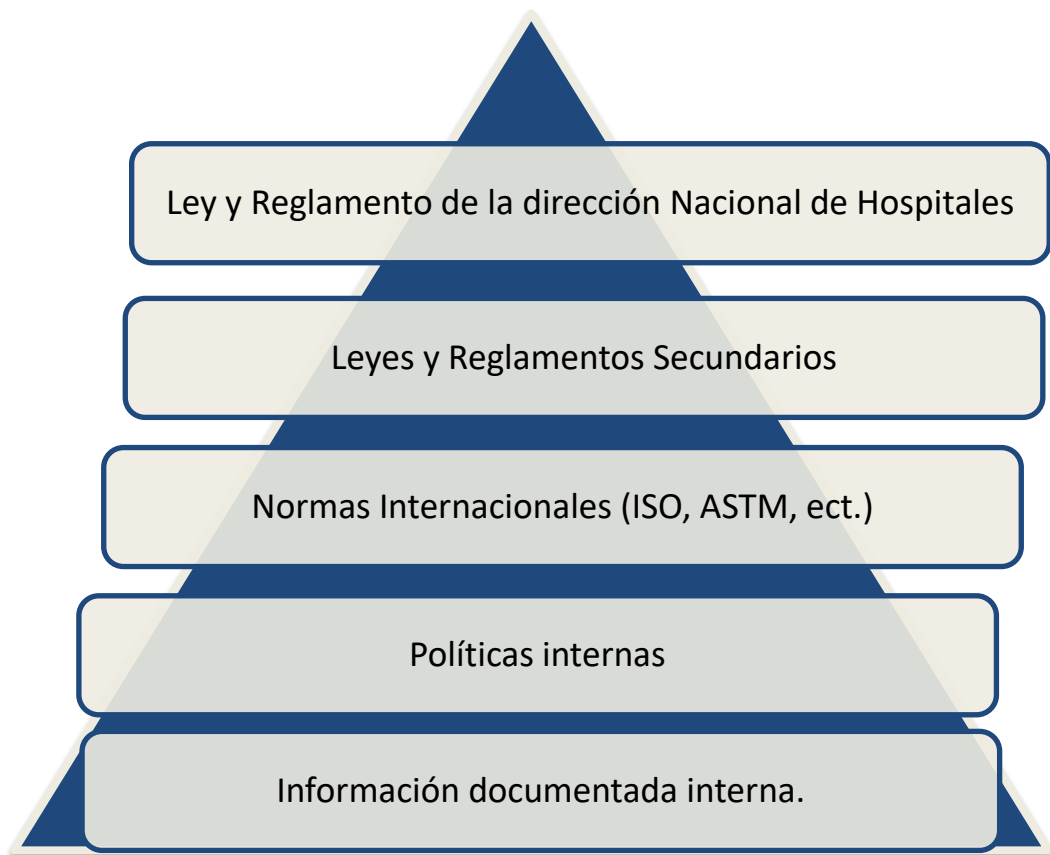 Ley y Reglamento de la dirección Nacional de Hospitales
Leyes y Reglamentos Secundarios
Normas Internacionales (ISO, ASTM, ect.)
Políticas internas
Información documentada interna.